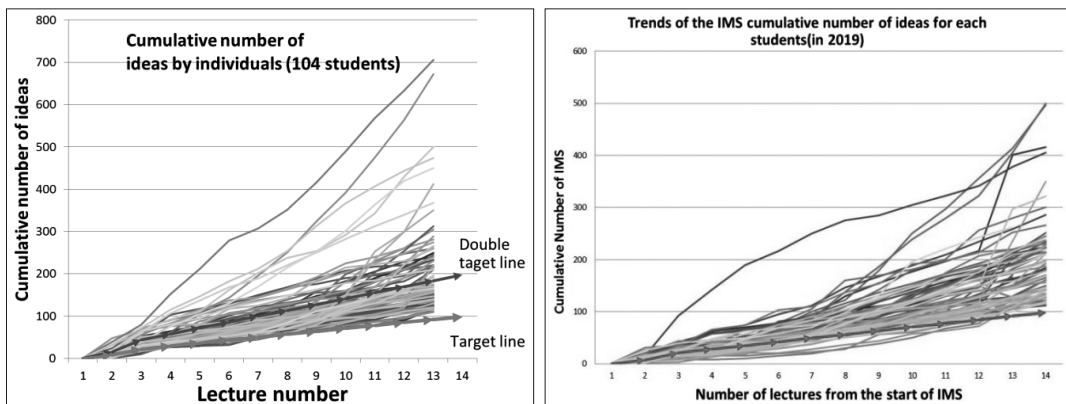 Cumulative number of
ideas by individuals (104 students)
Cumulative number of ideas
800
700
600
500
400
300
200
100
0
Double
taget line
Target line
1 2 3 4 5 6 7 8 9 10 11 12 13 14
Lecture number
Trends of the IMS cumulative number of ideas for each
students(in 2019)
Cumulative Number of IMS
600
500
400
300
200
100
0
1 2 3 4 5 6 7 8 9 10 11 12 13 14
Number of lectures from the start of IMS